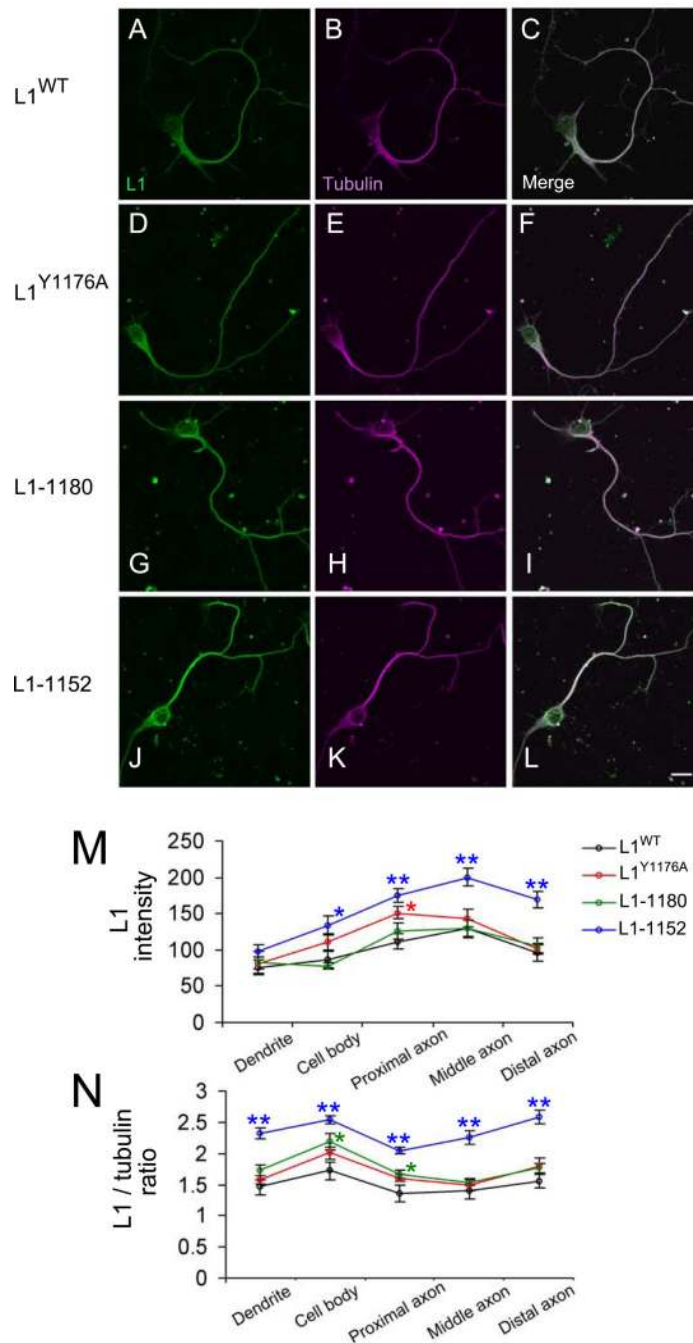 A B C
L1WT
L1 Tubulin Merge
D E F
L1Y1176A
L1-1180
G H I
L1-1152
J K L
M
250
200
150
100
50
0
L1
intensity
** ** **
* *
L1WT
L1Y1176A
L1-1180
L1-1152
Dendrite Cell body Proximal axon Middle axon Distal axon
N
3
2.5
2
1.5
1
0.5
0
L1 / tubulin
ratio
** ** ** ** **
* *
Dendrite Cell body Proximal axon Middle axon Distal axon